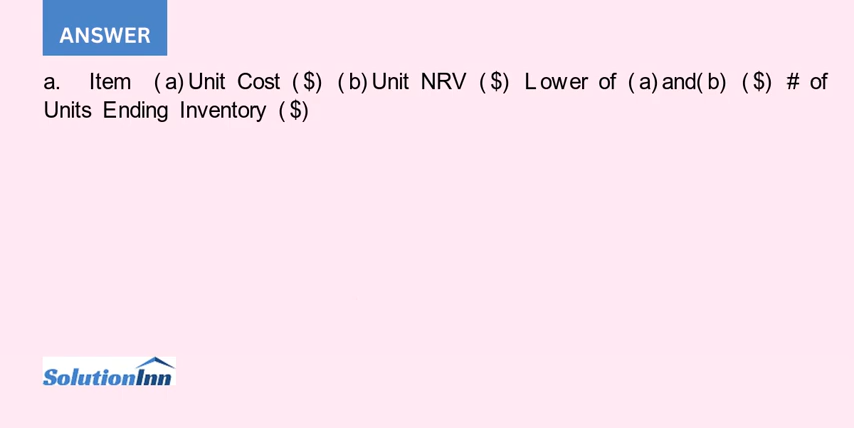 ANSWER
a. Item (a) Unit Cost ($) (b) Unit NRV ($) Lower of (a) and(b) ($) # of
Units Ending Inventory ($)
SolutionInn